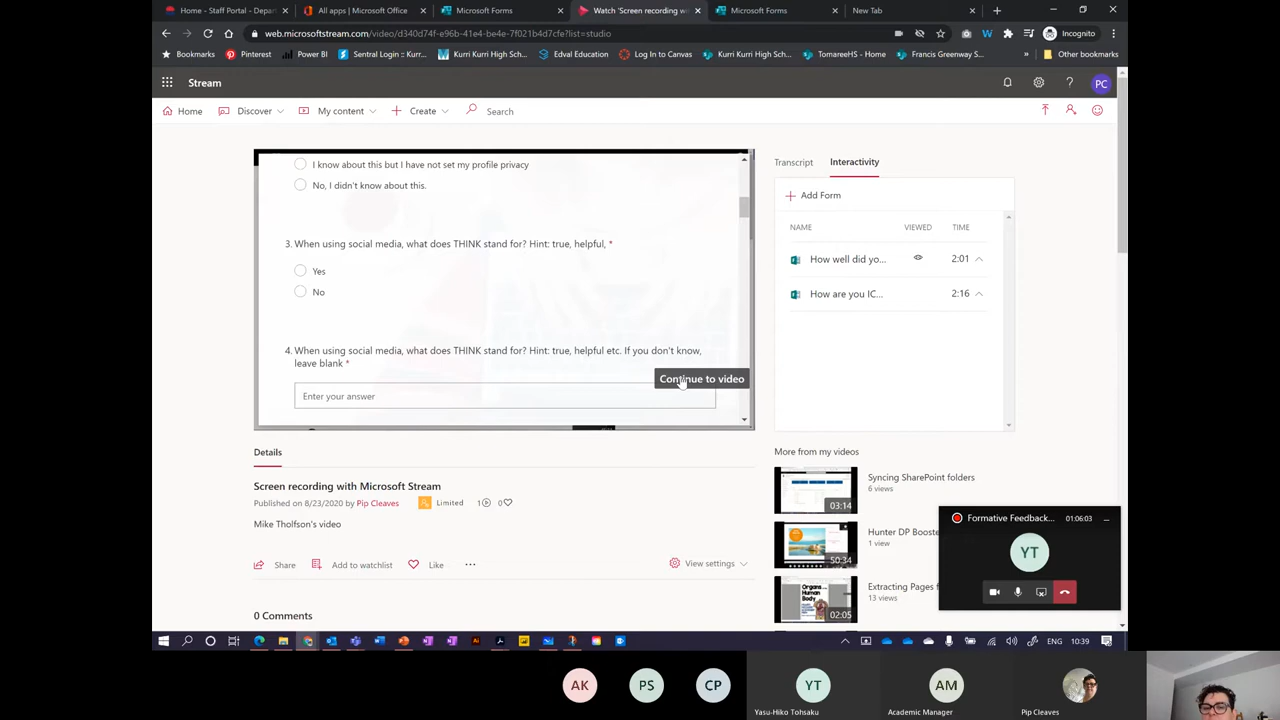 Home - Staff Portal - Depar
All apps | Microsoft Office
Microsoft Forms
Watch 'Screen recording wi
Microsoft Forms
New Tab
web.microsoftstream.com/video/d340d74f-e96b-41e4-be4e-7f021b4d7cfe?list=studio
Incognito
Bookmarks
Pinterest
Power BI
Sentral Login :: Kurr...
Kurri Kurri High Sch...
Edval Education
Log In to Canvas
Kurri Kurri High Sch...
TomareeHS - Home
Francis Greenway S...
»
Other bookmarks
Stream
PC
Home
Discover
My content
Create
Search
I know about this but I have not set my profile privacy
No, I didn't know about this.
3. When using social media, what does THINK stand for? Hint: true, helpful, *
Yes
No
4. When using social media, what does THINK stand for? Hint: true, helpful etc. If you don't know,
leave blank *
Continue to video
Enter your answer
Transcript
Interactivity
Add Form
NAME VIEWED TIME
How well did yo... 2:01
How are you IC... 2:16
Details
Screen recording with Microsoft Stream
Published on 8/23/2020 by Pip Cleaves
Limited
1
0
Mike Tholfson's video
Share
Add to watchlist
Like
...
View settings
0 Comments
More from my videos
Syncing SharePoint folders
6 views
03:14
Hunter DP Booste
1 view
50:34
Extracting Pages f
13 views
Organs
Human
Body
02:05
Formative Feedback...
01:06:03
YT
ENG
10:39
AK
PS
CP
YT
Yasu-Hiko Tohsaku
AM
Academic Manager
Pip Cleaves